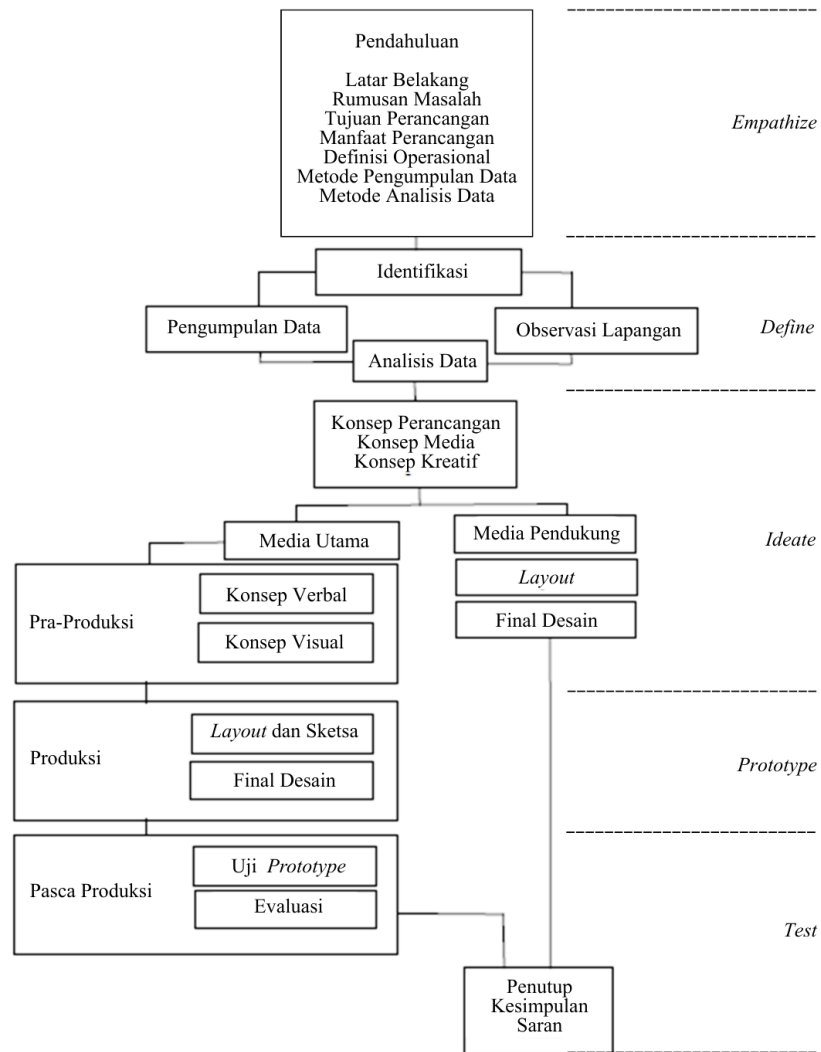 Pendahuluan
Latar Belakang
Rumusan Masalah
Tujuan Perancangan
Manfaat Perancangan
Definisi Operasional
Metode Pengumpulan Data
Metode Analisis Data
Empathize
Identifikasi
Pengumpulan Data
Observasi Lapangan
Define
Analisis Data
Konsep Perancangan
Konsep Media
Konsep Kreatif
Media Utama
Media Pendukung
Ideate
Layout
Final Desain
Pra-Produksi
Konsep Verbal
Konsep Visual
Produksi
Layout dan Sketsa
Final Desain
Prototype
Pasca Produksi
Uji Prototype
Evaluasi
Test
Penutup
Kesimpulan
Saran